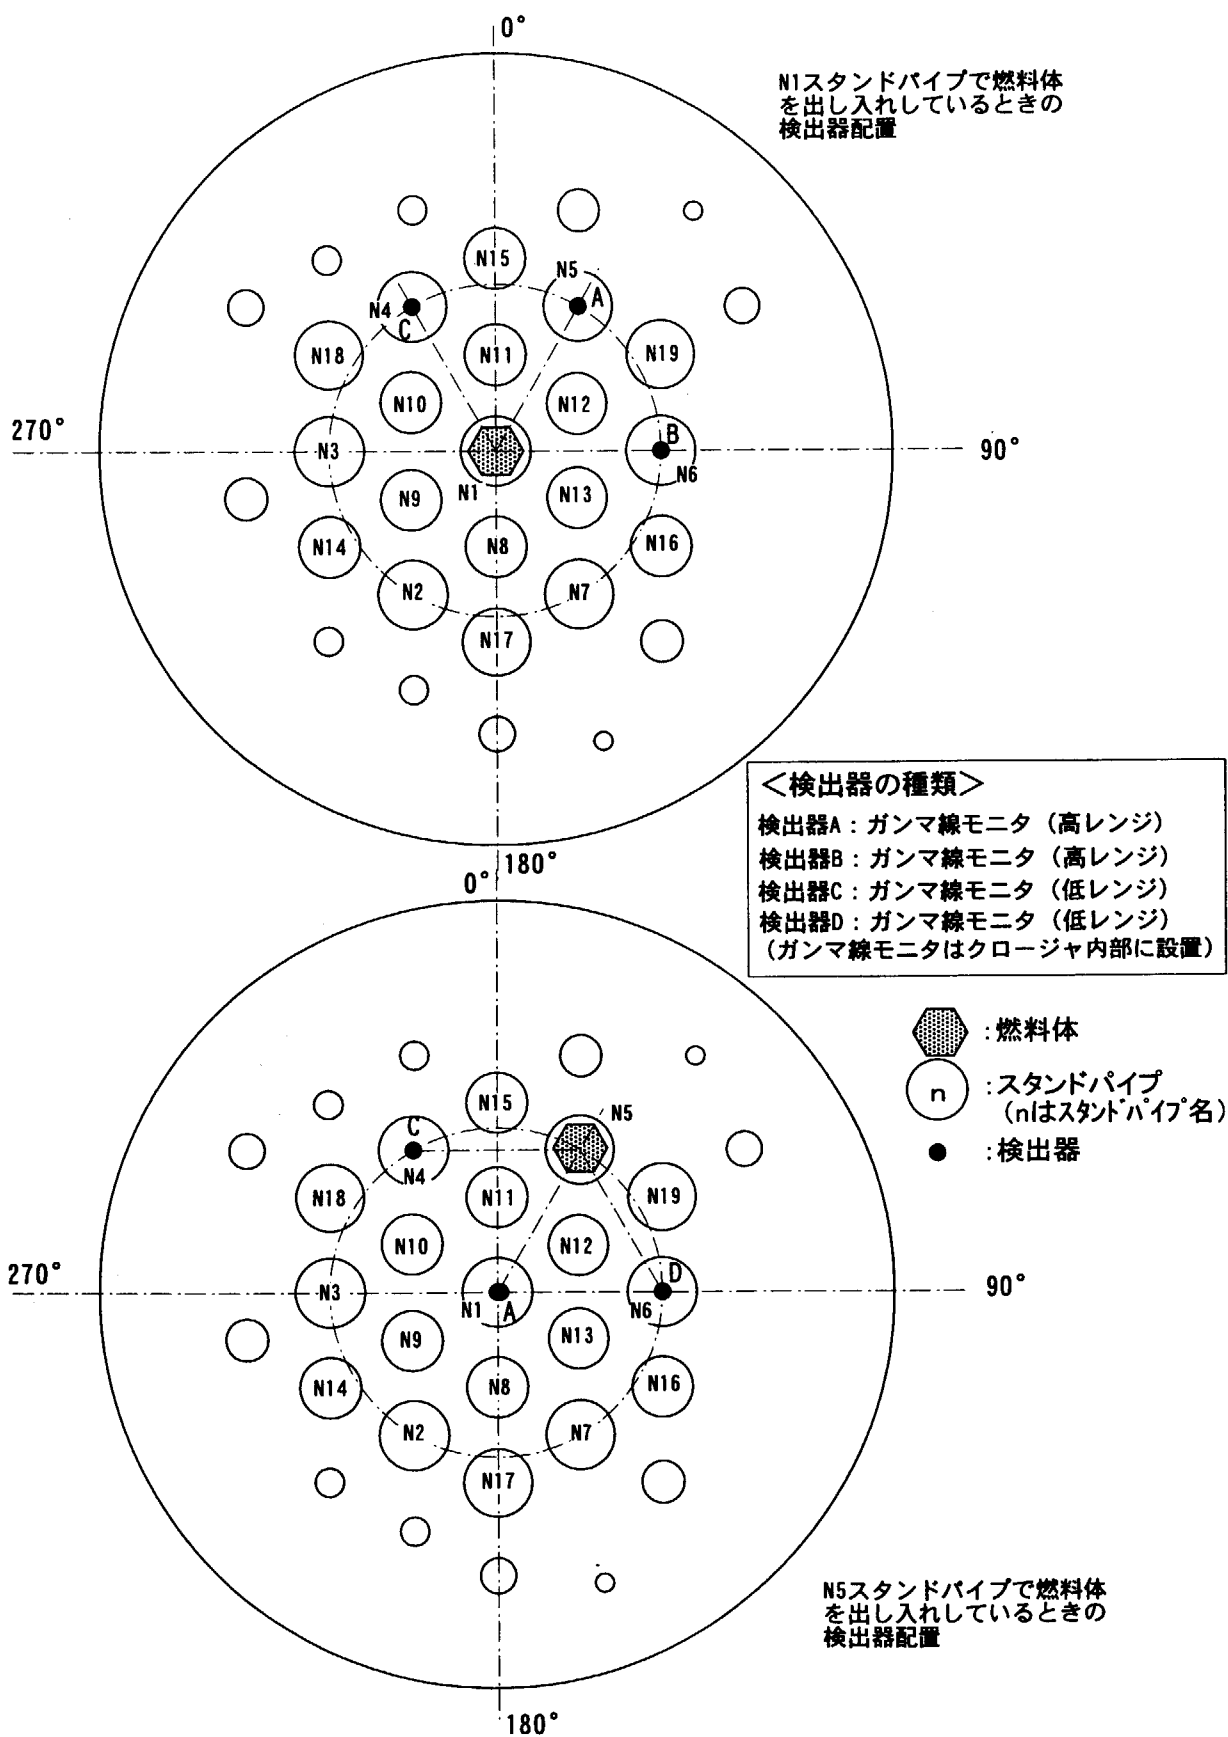 0°
N1スタンドパイプで燃料体
を出し入れしているときの
検出器配置
N15
N5
A
N4
C
N18
N11
N19
N10
N12
270°
N3
B
90°
N1
N6
N9
N13
N14
N8
N16
N2
N7
N17
180°
＜検出器の種類＞
検出器A：ガンマ線モニタ（高レンジ）
検出器B：ガンマ線モニタ（高レンジ）
検出器C：ガンマ線モニタ（低レンジ）
検出器D：ガンマ線モニタ（低レンジ）
（ガンマ線モニタはクロージャ内部に設置）
0°
:燃料体
n
:スタンドパイプ
（nはスタンドパイプ名）
:検出器
N15
N5
C
N4
N18
N11
N19
N10
N12
270°
N3
N1
A
D
N6
90°
N9
N13
N14
N8
N16
N2
N7
N17
N5スタンドパイプで燃料体
を出し入れしているときの
検出器配置
180°